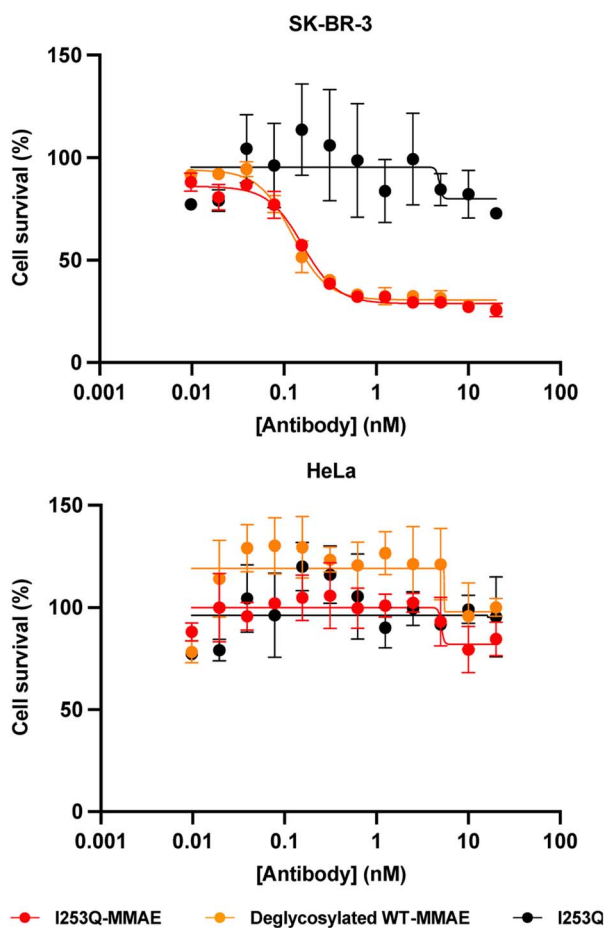 SK-BR-3
150
100
50
0
Cell survival (%)
0.001 0.01 0.1 1 10 100
[Antibody] (nM)
HeLa
150
100
50
0
Cell survival (%)
0.001 0.01 0.1 1 10 100
[Antibody] (nM)
I253Q-MMAE Deglycosylated WT-MMAE I253Q